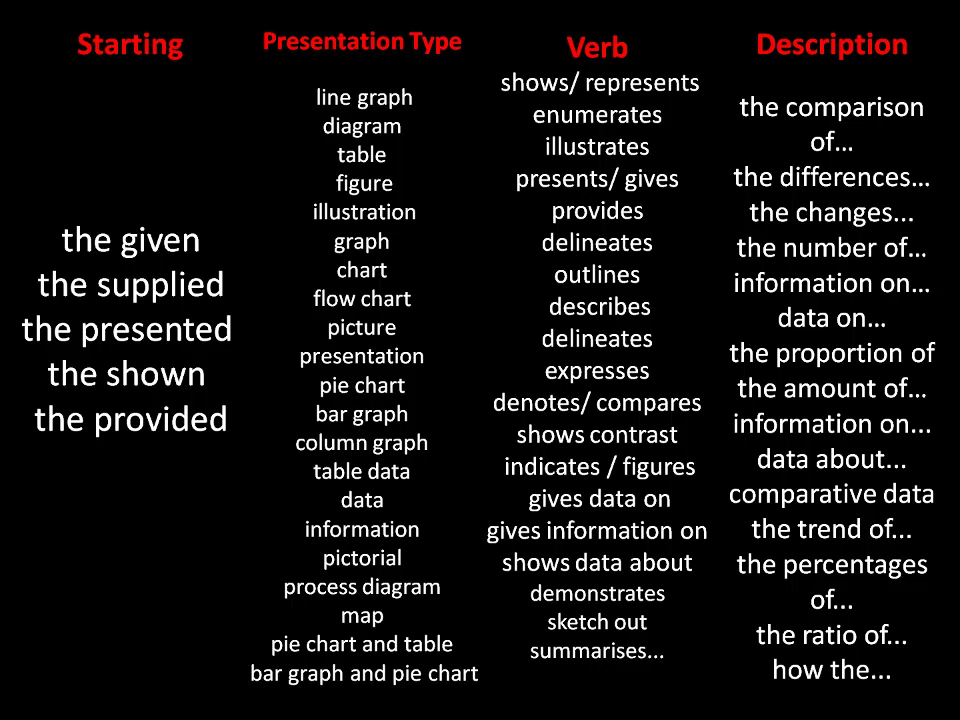 Starting
the given
the supplied
the presented
the shown
the provided
Presentation Type
line graph
diagram
table
figure
illustration
graph
chart
flow chart
picture
presentation
pie chart
bar graph
column graph
table data
data
information
pictorial
process diagram
map
pie chart and table
bar graph and pie chart
Verb
shows/ represents
enumerates
illustrates
presents/ gives
provides
delineates
outlines
describes
delineates
expresses
denotes/ compares
shows contrast
indicates / figures
gives data on
gives information on
shows data about
demonstrates
sketch out
summarises...
Description
the comparison
of…
the differences…
the changes...
the number of…
information on…
data on…
the proportion of
the amount of…
information on...
data about...
comparative data
the trend of...
the percentages
of...
the ratio of...
how the...